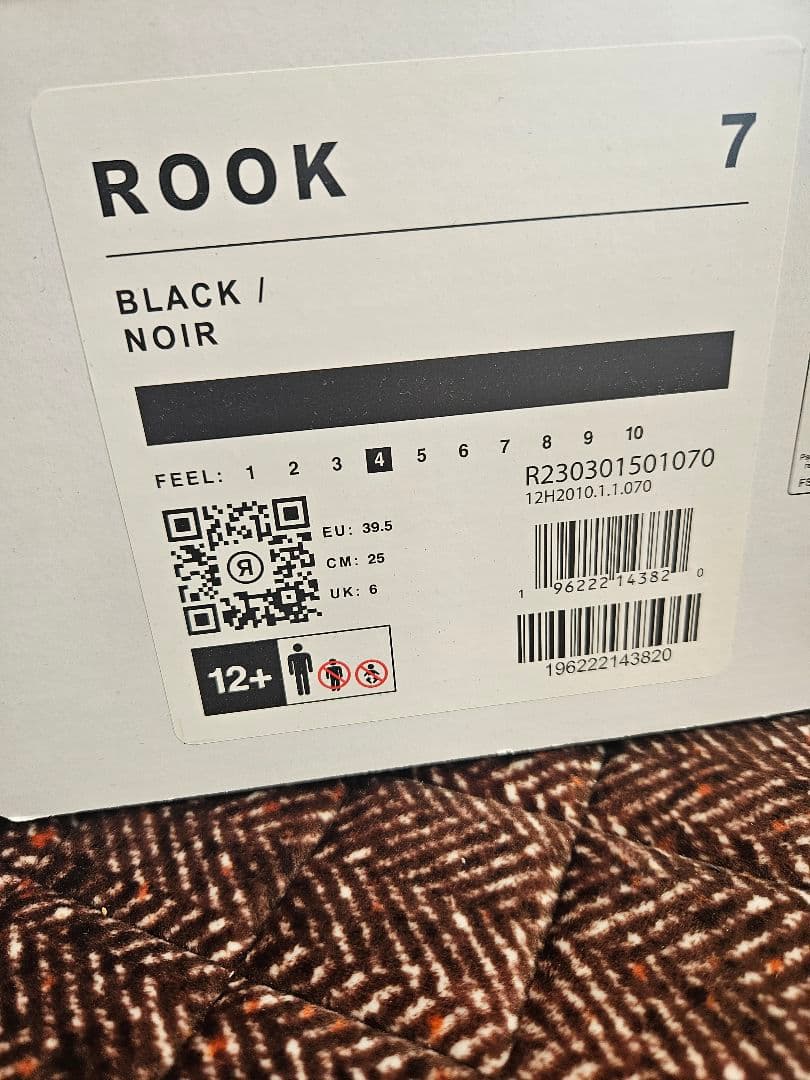 ROOK 7
BLACK /
NOIR
FEEL: 1 2 3 4 5 6 7 8 9 10
R230301501070
12H2010.1.1.070
EU: 39.5
CM: 25
UK: 6
1 96222 14382 0
196222143820
12+